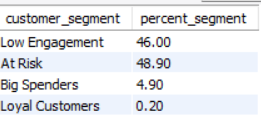 customer_segment percent_segment
Low Engagement 46.00
At Risk 48.90
Big Spenders 4.90
Loyal Customers 0.20